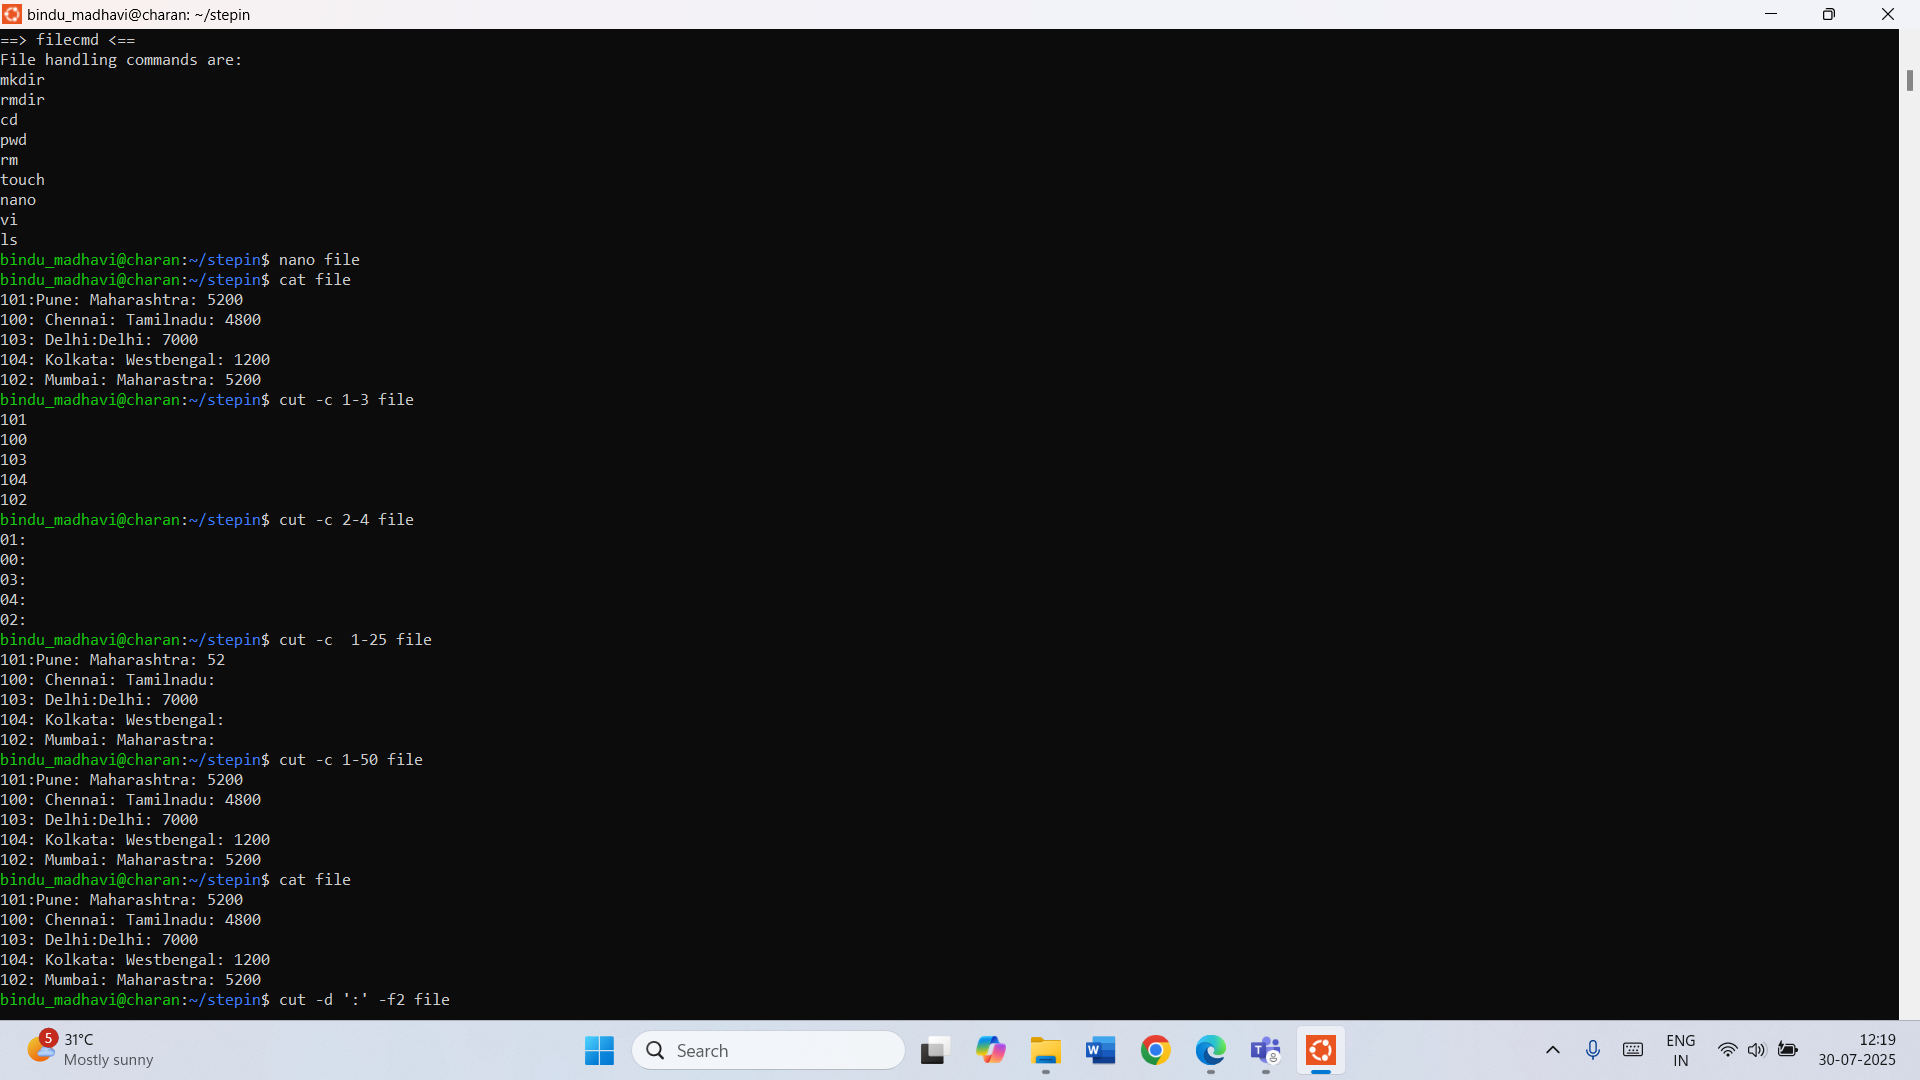 bindu_madhavi@charan: ~/stepin
==> filecmd <==
File handling commands are:
mkdir
rmdir
cd
pwd
rm
touch
nano
vi
ls
bindu_madhavi@charan:~/stepin$ nano file
bindu_madhavi@charan:~/stepin$ cat file
101:Pune: Maharashtra: 5200
100: Chennai: Tamilnadu: 4800
103: Delhi:Delhi: 7000
104: Kolkata: Westbengal: 1200
102: Mumbai: Maharastra: 5200
bindu_madhavi@charan:~/stepin$ cut -c 1-3 file
101
100
103
104
102
bindu_madhavi@charan:~/stepin$ cut -c 2-4 file
01:
00:
03:
04:
02:
bindu_madhavi@charan:~/stepin$ cut -c  1-25 file
101:Pune: Maharashtra: 52
100: Chennai: Tamilnadu:
103: Delhi:Delhi: 7000
104: Kolkata: Westbengal:
102: Mumbai: Maharastra:
bindu_madhavi@charan:~/stepin$ cut -c 1-50 file
101:Pune: Maharashtra: 5200
100: Chennai: Tamilnadu: 4800
103: Delhi:Delhi: 7000
104: Kolkata: Westbengal: 1200
102: Mumbai: Maharastra: 5200
bindu_madhavi@charan:~/stepin$ cat file
101:Pune: Maharashtra: 5200
100: Chennai: Tamilnadu: 4800
103: Delhi:Delhi: 7000
104: Kolkata: Westbengal: 1200
102: Mumbai: Maharastra: 5200
bindu_madhavi@charan:~/stepin$ cut -d ':' -f2 file
5
31°C
Mostly sunny
Search
W
T
ENG
IN
12:19
30-07-2025